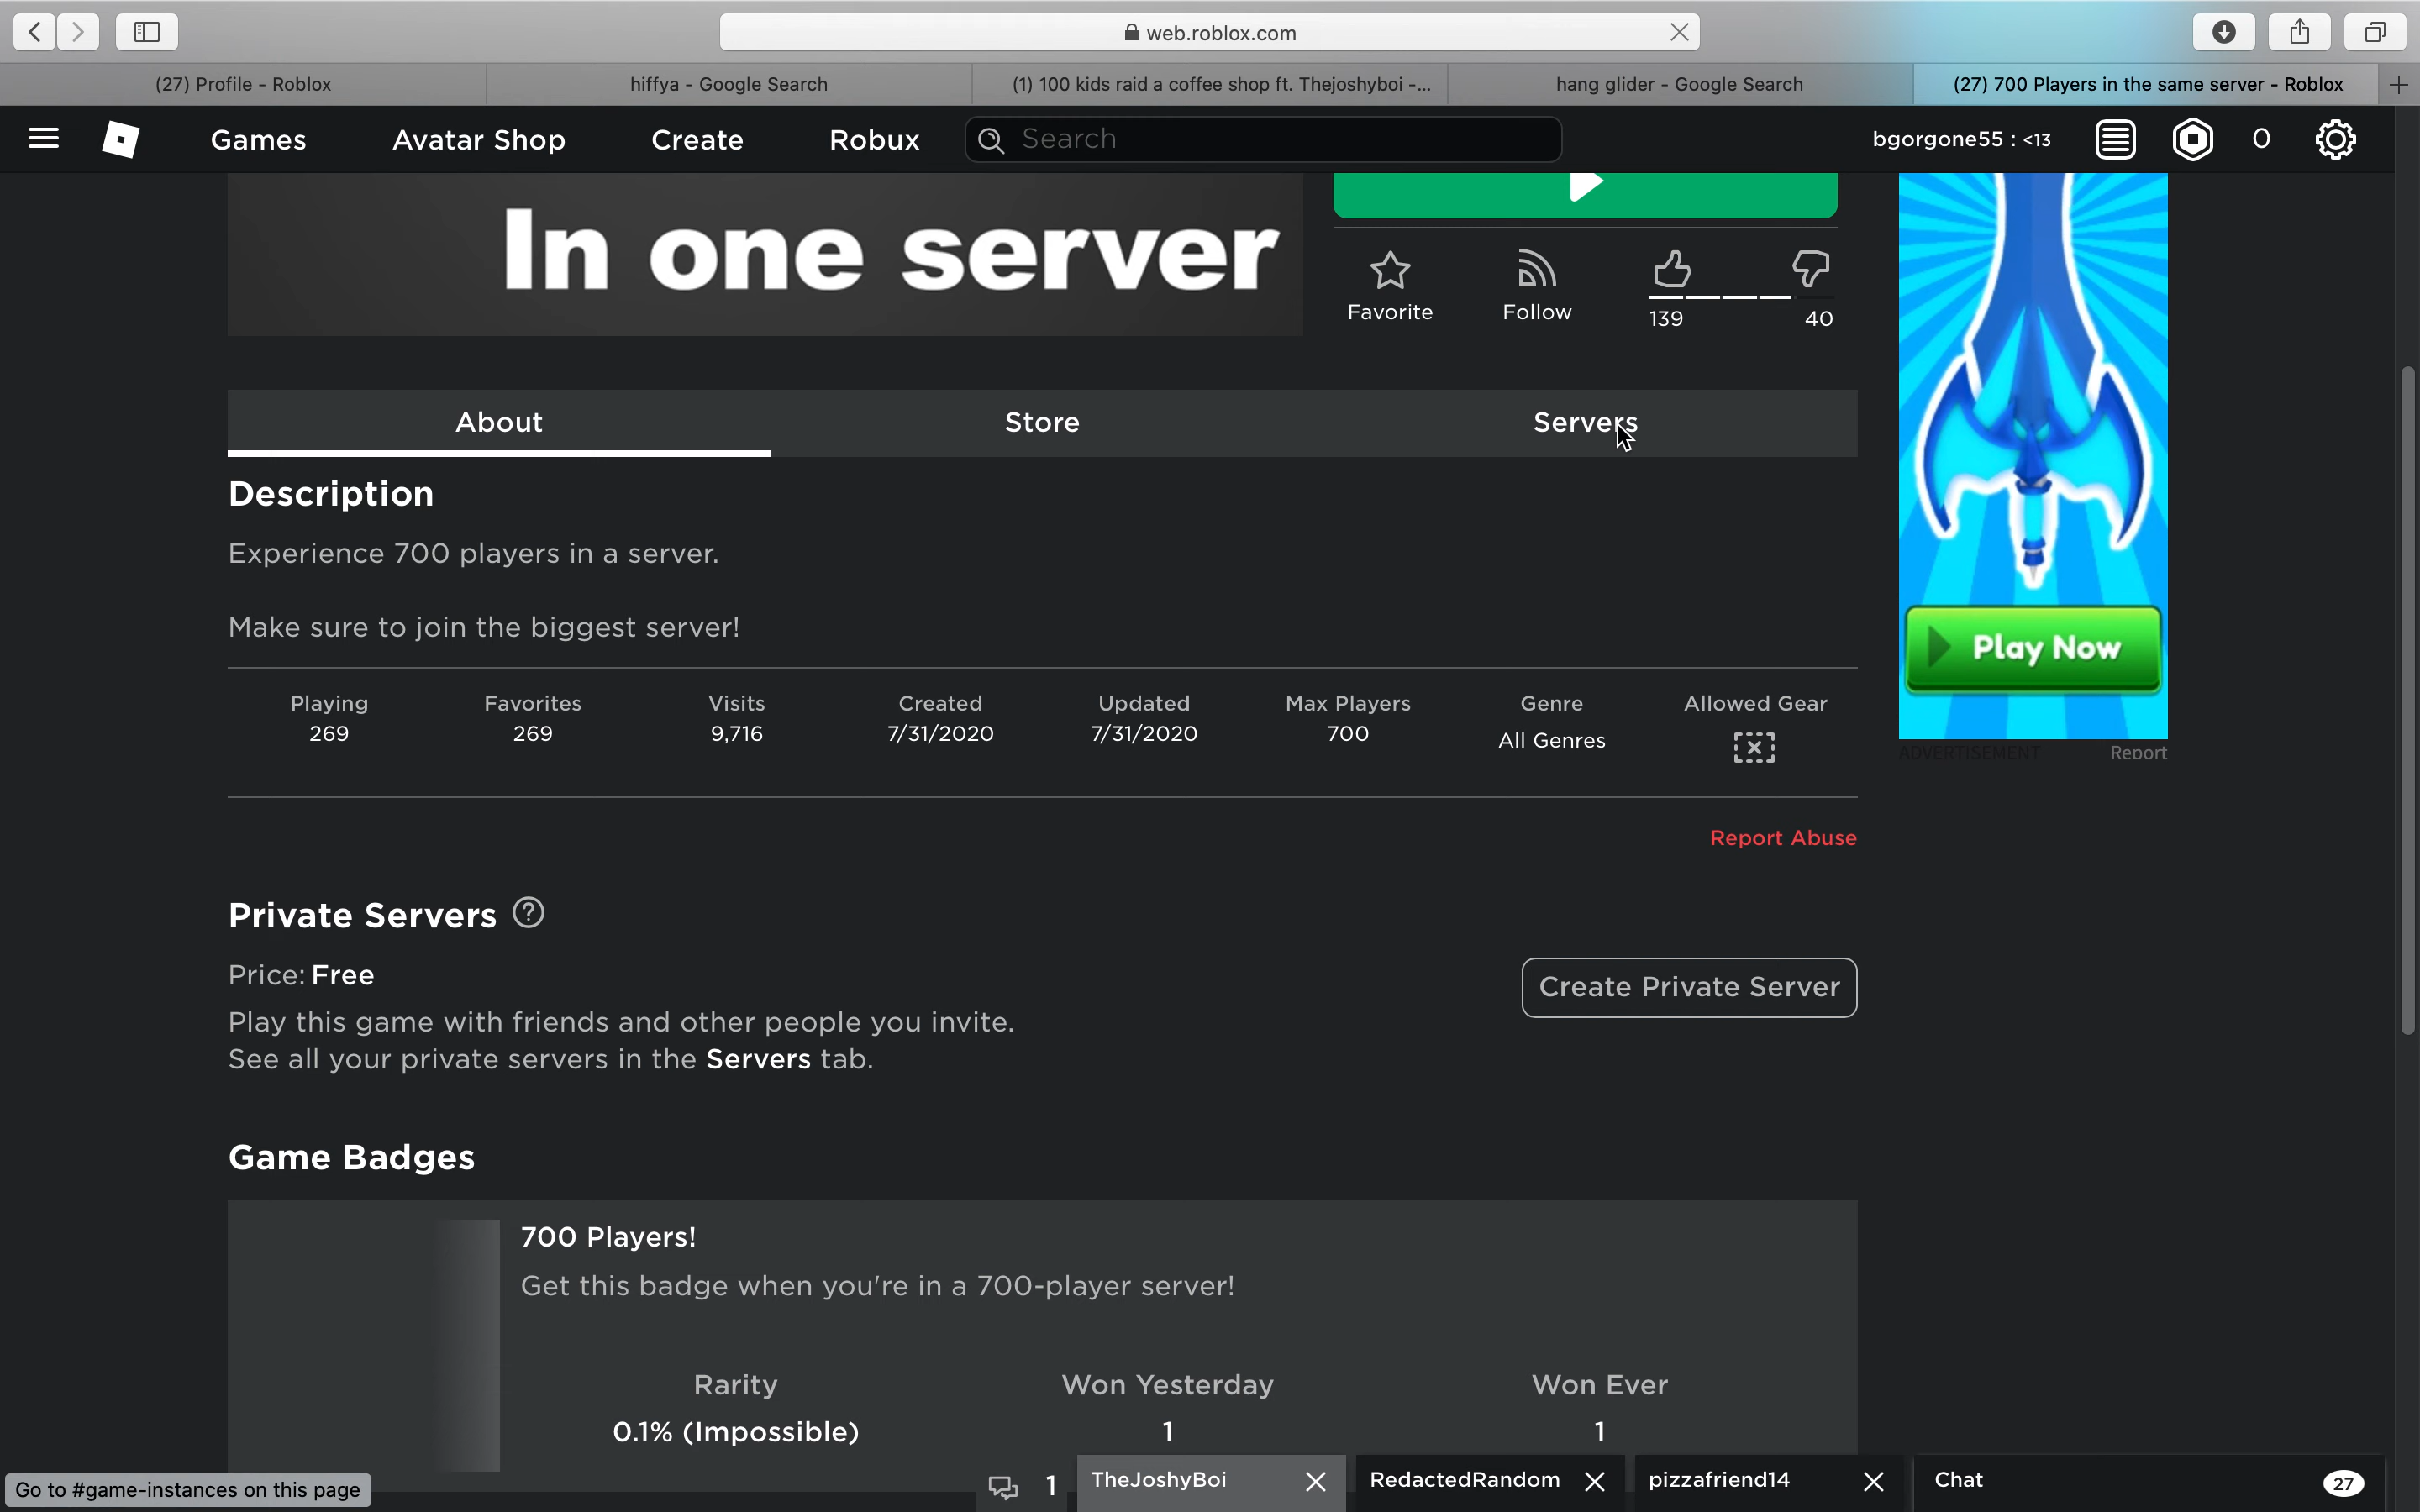 web.roblox.com
(27) Profile - Roblox
hiffya - Google Search
(1) 100 kids raid a coffee shop ft. Thejoshyboi -...
hang glider - Google Search
(27) 700 Players in the same server - Roblox
Games
Avatar Shop
Create
Robux
Search
bgorgone55 : <13
0
In one server
Favorite
Follow
139
40
About
Store
Servers
Description
Experience 700 players in a server.
Make sure to join the biggest server!
Play Now
ADVERTISEMENT
Report
Playing
Favorites
Visits
Created
Updated
Max Players
Genre
Allowed Gear
269
269
9,716
7/31/2020
7/31/2020
700
All Genres
Report Abuse
Private Servers
Price: Free
Create Private Server
Play this game with friends and other people you invite.
See all your private servers in the Servers tab.
Game Badges
700 Players!
Get this badge when you're in a 700-player server!
Rarity
Won Yesterday
Won Ever
0.1% (Impossible)
1
1
Go to #game-instances on this page
1
TheJoshyBoi
RedactedRandom
pizzafriend14
Chat
27